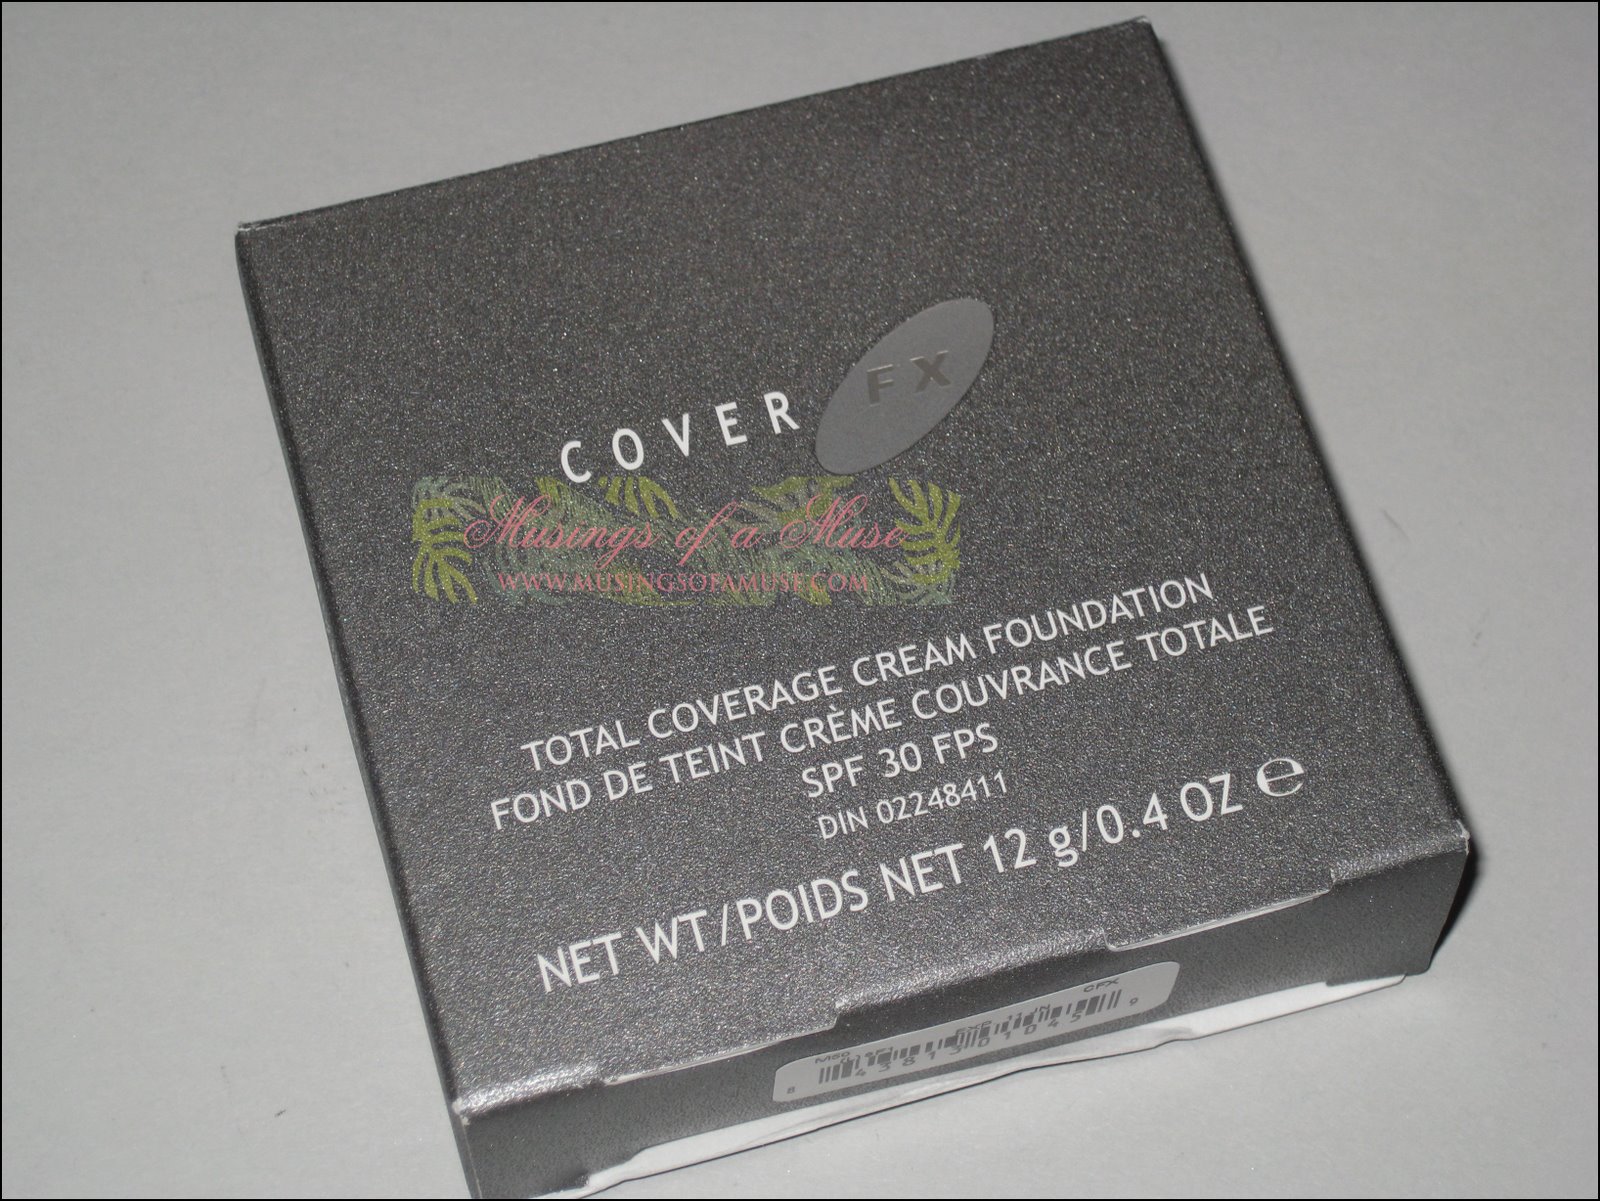 COVER FX
Musings of a Muse
WWW.MUSINGSOFAMUSE.COM
TOTAL COVERAGE CREAM FOUNDATION
FOND DE TEINT CRÈME COUVRANCE TOTALE
SPF 30 FPS
DIN 02248411
NET WT/POIDS NET 12 g/0.4 OZ ℮
CFX